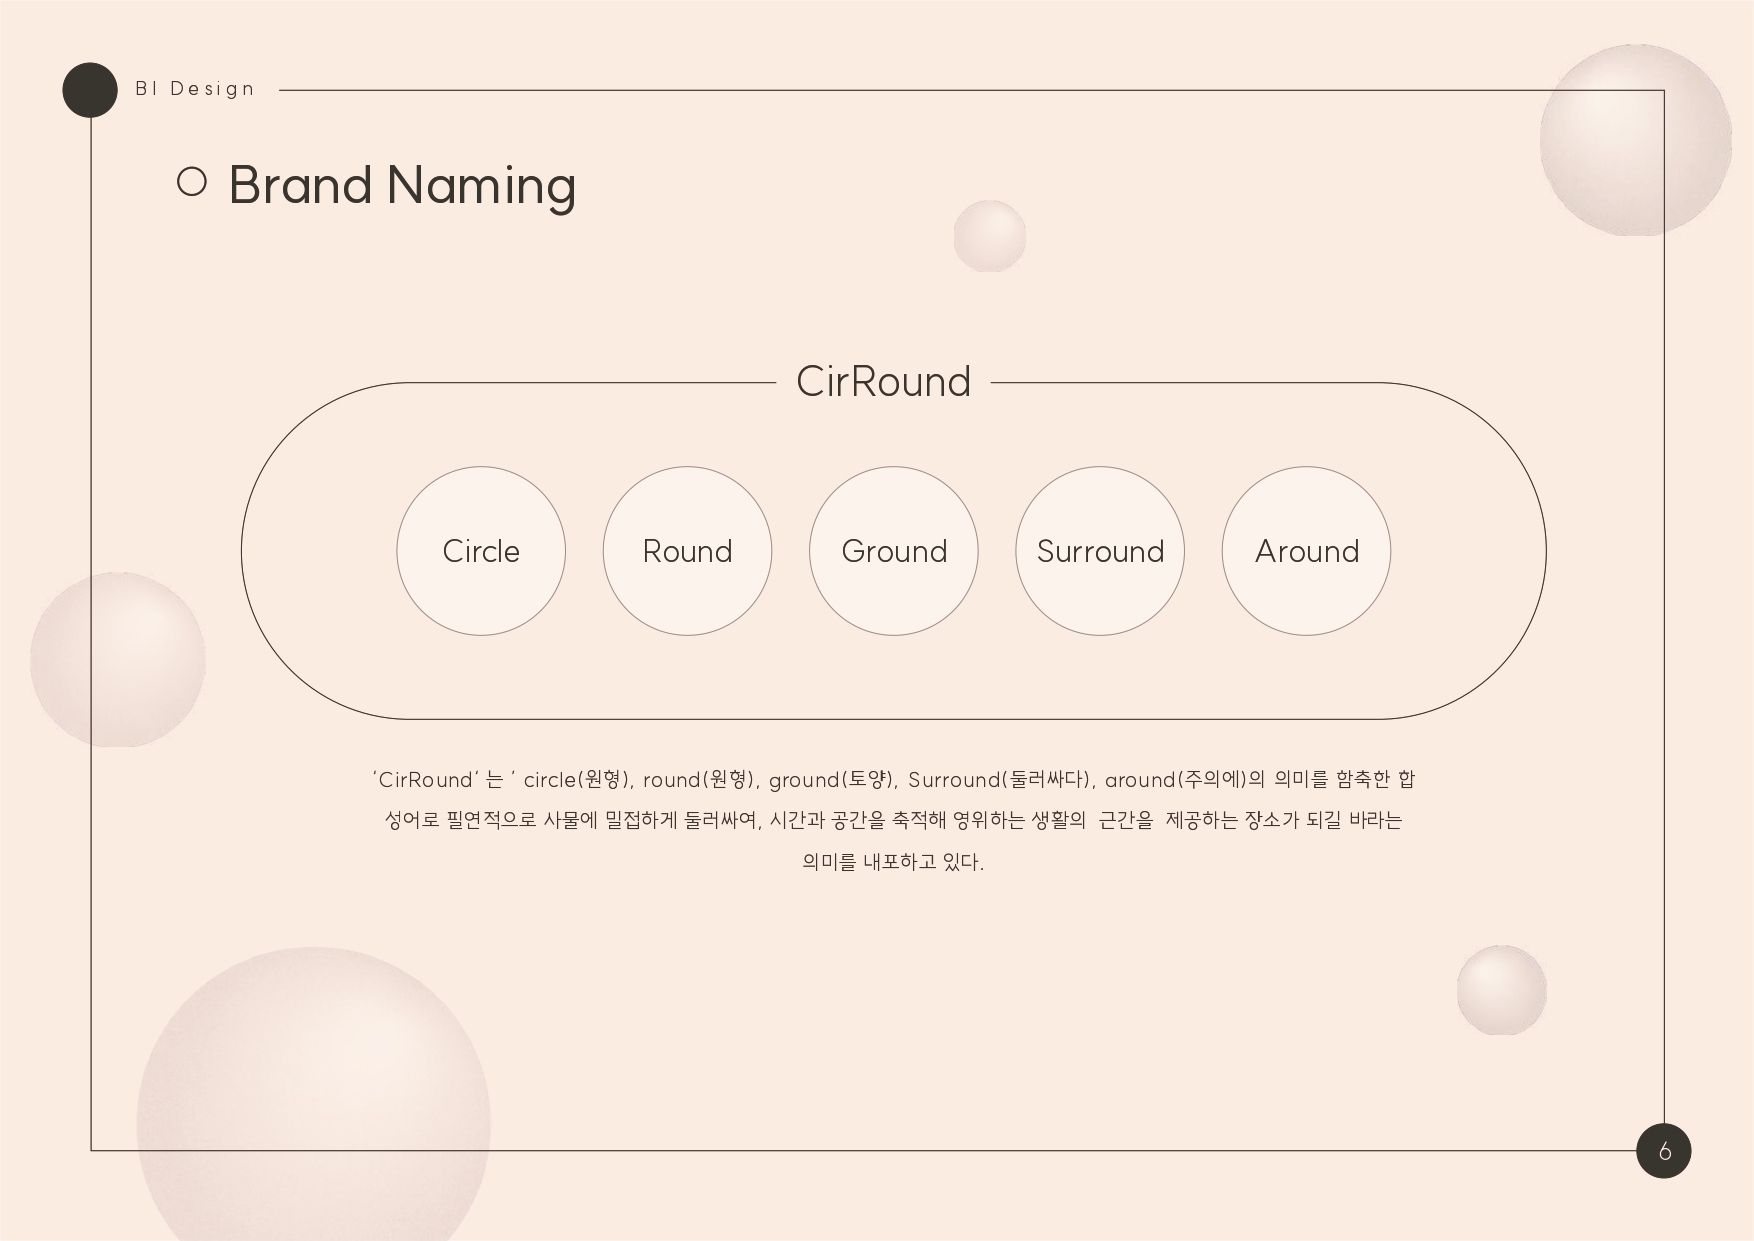 BI Design
Brand Naming
CirRound
Circle
Round
Ground
Surround
Around
‘CirRound‘ 는 ’ circle(원형), round(원형), ground(토양), Surround(둘러싸다), around(주의에)의 의미를 함축한 합
성어로 필연적으로 사물에 밀접하게 둘러싸여, 시간과 공간을 축적해 영위하는 생활의 근간을 제공하는 장소가 되길 바라는
의미를 내포하고 있다.
6